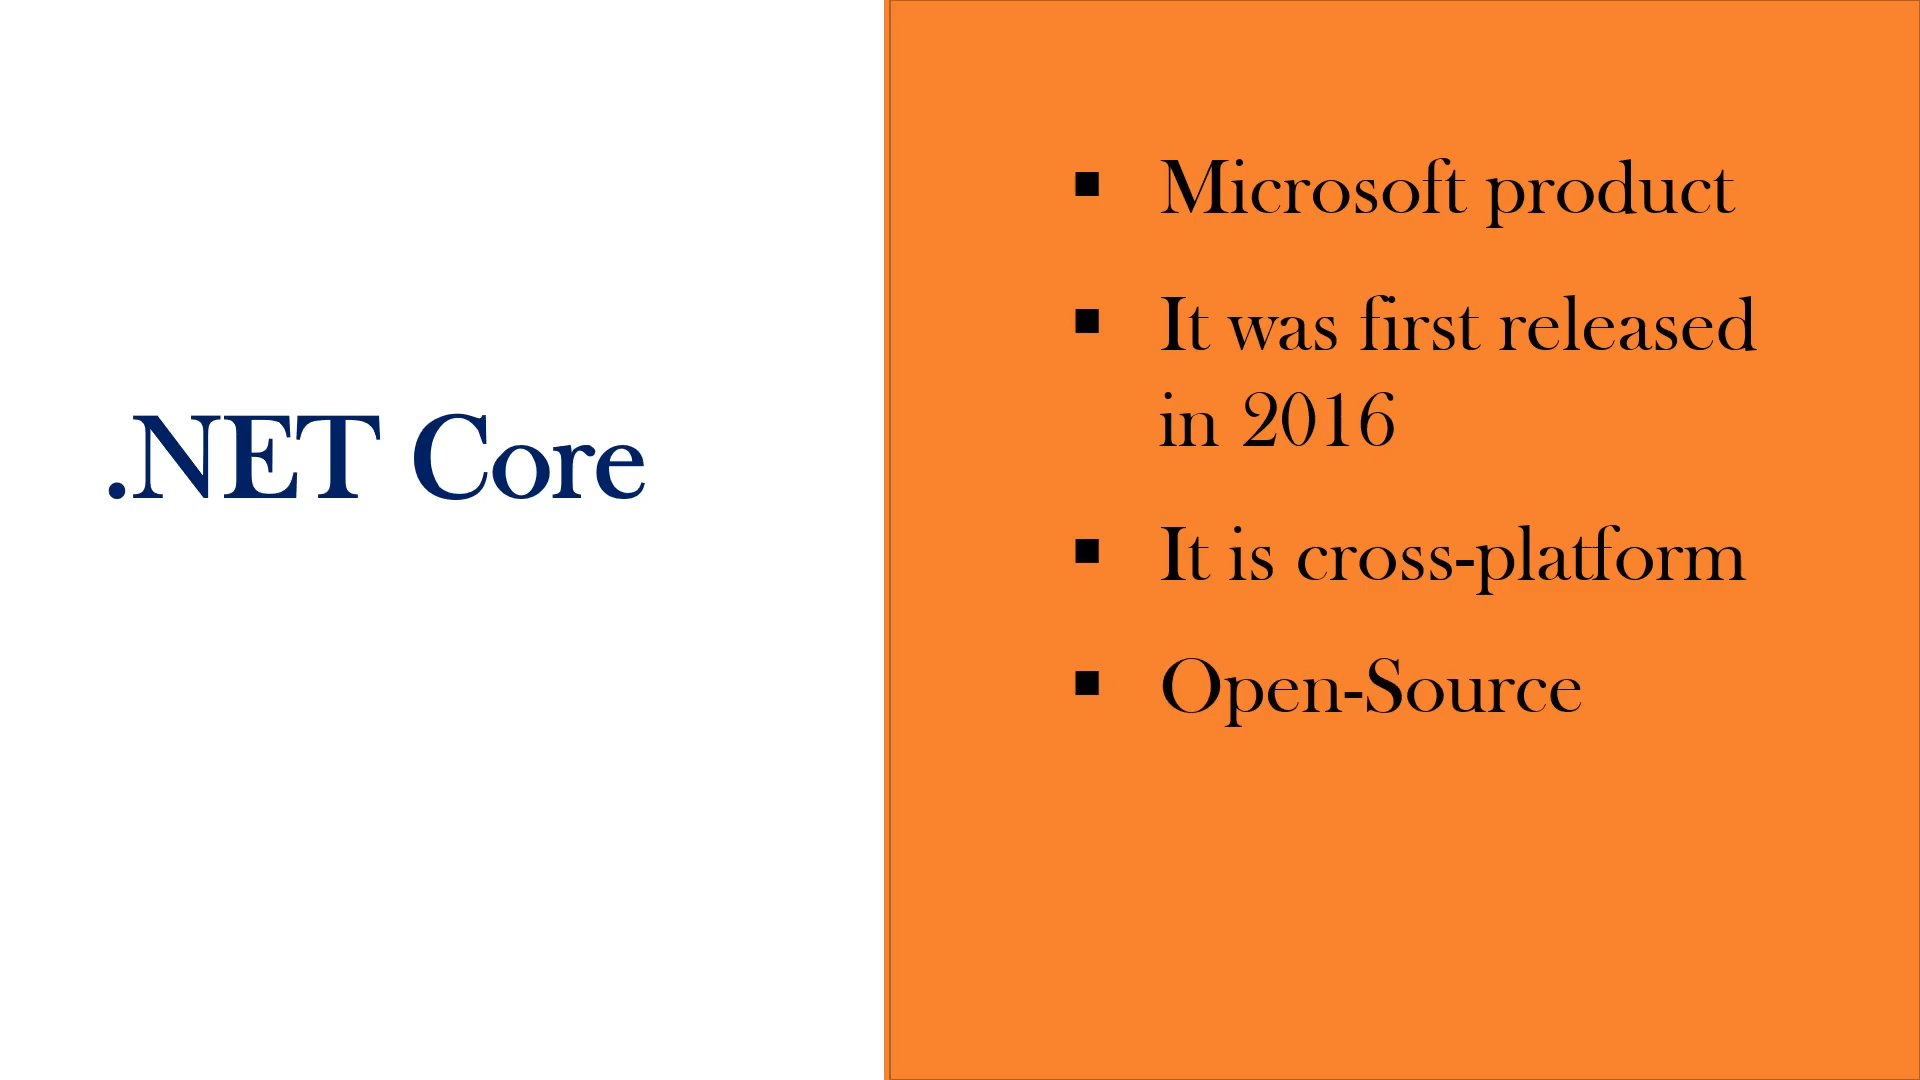 .NET Core
▪ Microsoft product
▪ It was first released
in 2016
▪ It is cross-platform
▪ Open-Source